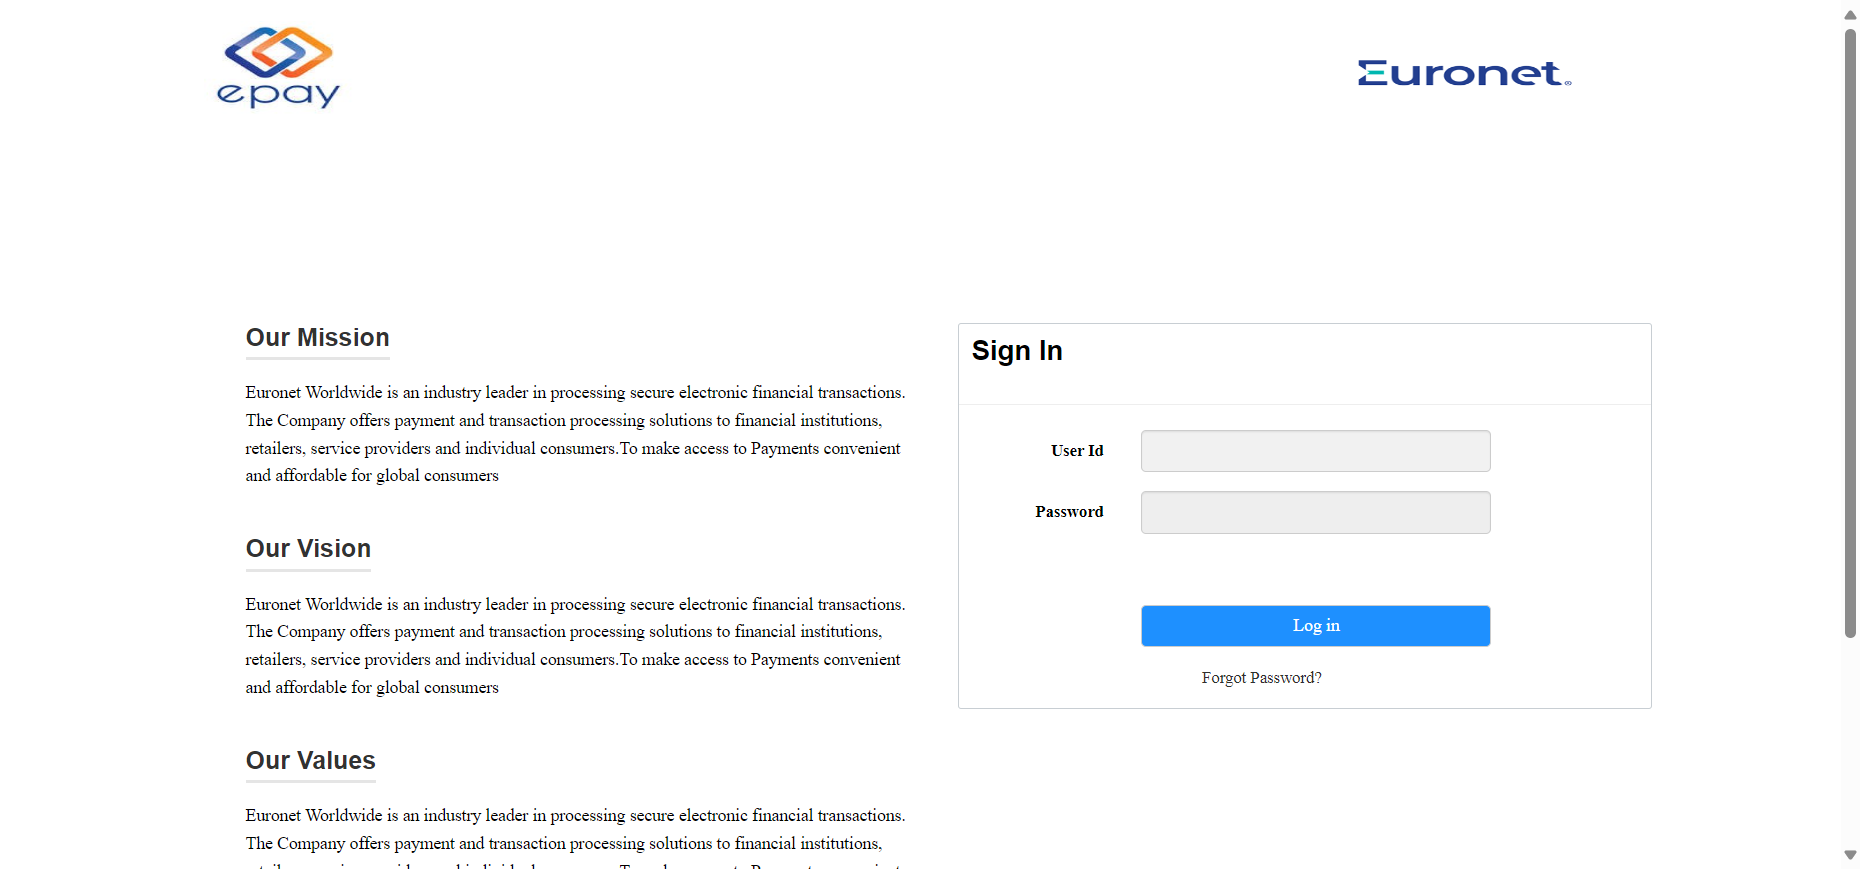 epay
Euronet®
Our Mission
Euronet Worldwide is an industry leader in processing secure electronic financial transactions.
The Company offers payment and transaction processing solutions to financial institutions,
retailers, service providers and individual consumers.To make access to Payments convenient
and affordable for global consumers
Our Vision
Euronet Worldwide is an industry leader in processing secure electronic financial transactions.
The Company offers payment and transaction processing solutions to financial institutions,
retailers, service providers and individual consumers.To make access to Payments convenient
and affordable for global consumers
Our Values
Euronet Worldwide is an industry leader in processing secure electronic financial transactions.
The Company offers payment and transaction processing solutions to financial institutions,
Sign In
User Id
Password
Log in
Forgot Password?